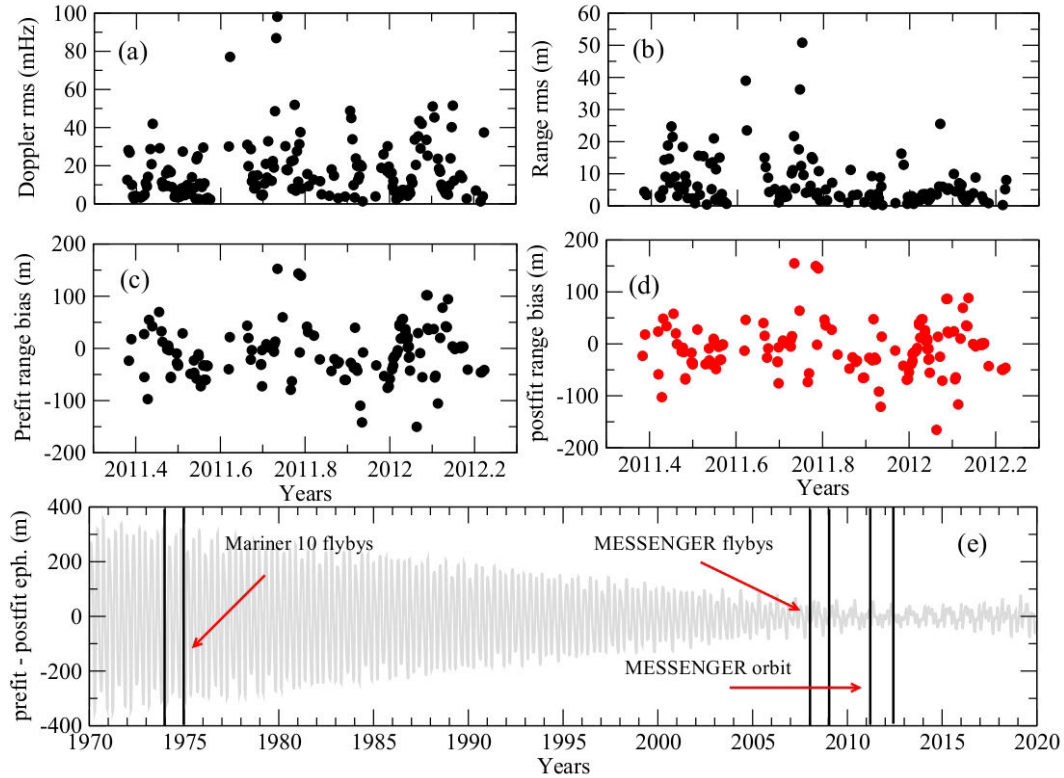 100
80
60
40
20
0
Doppler rms (mHz)
(a)
60
50
40
30
20
10
0
Range rms (m)
(b)
200
100
0
-100
-200
Prefit range bias (m)
(c)
2011.4 2011.6 2011.8 2012 2012.2
Years
200
100
0
-100
-200
postfit range bias (m)
(d)
2011.4 2011.6 2011.8 2012 2012.2
Years
400
200
0
-200
-400
prefit - postfit eph. (m)
Mariner 10 flybys
MESSENGER flybys
(e)
MESSENGER orbit
1970 1975 1980 1985 1990 1995 2000 2005 2010 2015 2020
Years